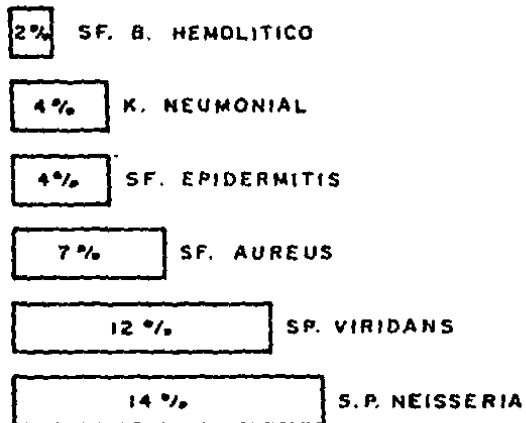 2% SF. B. HEMOLITICO
4% K. NEUMONIAL
4% SF. EPIDERMITIS
7% SF. AUREUS
12% SP. VIRIDANS
14% S.P. NEISSERIA